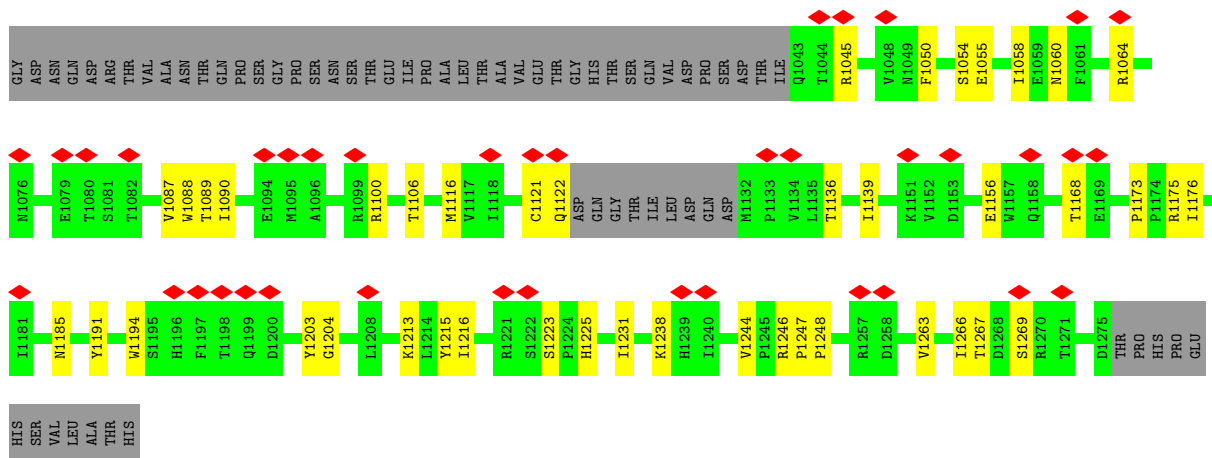 GLY ASP ASN GLN ASP ARG THR VAL ALA ASN THR GLN PRO SER GLY PRO SER ASN SER THR GLU ILE PRO ALA LEU THR ALA VAL GLU THR GLY HIS THR SER GLN VAL ASP PRO SER ASP THR ILE Q1043 T1044 R1045 V1048 N1049 F1050 S1054 E1055 I1058 E1059 N1060 F1061 R1064
N1076 E1079 T1080 S1081 T1082 V1087 W1088 T1089 I1090 E1094 M1095 A1096 R1099 R1100 T1106 M1116 V1117 I1118 C1121 Q1122 ASP GLN GLY THR ILE LEU ASP GLN ASP M1132 P1133 V1134 L1135 T1136 I1139 K1151 V1152 D1153 E1156 W1157 Q1158 T1168 E1169 P1173 P1174 R1175 I1176
I1181 N1185 Y1191 W1194 S1195 H1196 F1197 T1198 Q1199 D1200 Y1203 G1204 L1208 K1213 L1214 Y1215 I1216 R1221 S1222 S1223 P1224 H1225 I1231 K1238 H1239 I1240 V1244 P1245 R1246 P1247 P1248 R1257 D1258 V1263 I1266 T1267 D1268 S1269 R1270 T1271 D1275 THR PRO HIS PRO GLU
HIS SER VAL LEU ALA THR HIS